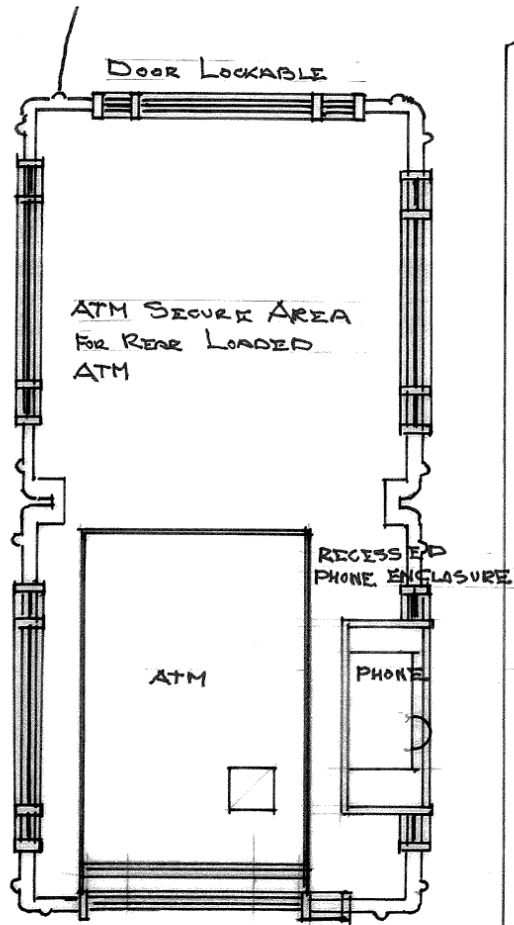 DOOR LOCKABLE
ATM SECURE AREA
FOR REAR LOADED
ATM
RECESSED
PHONE ENCLOSURE
ATM
PHONE